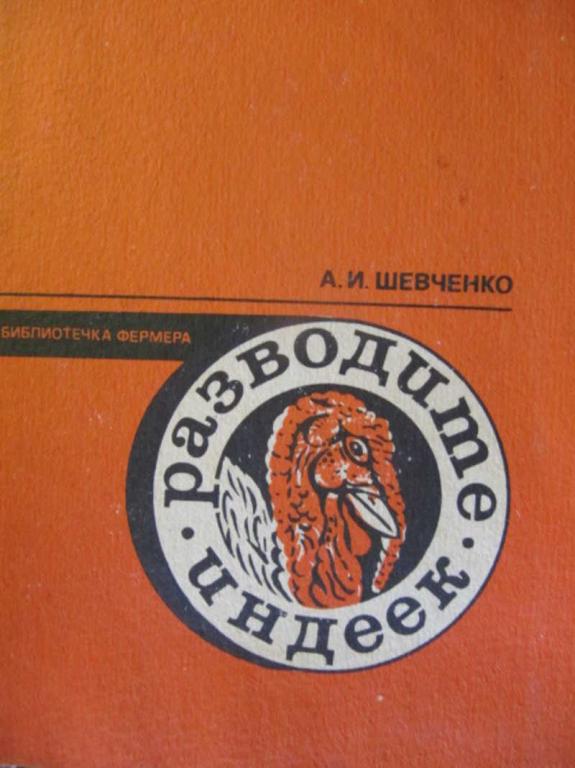 А. И. ШЕВЧЕНКО
БИБЛИОТЕЧКА ФЕРМЕРА
разводите
· индеек ·